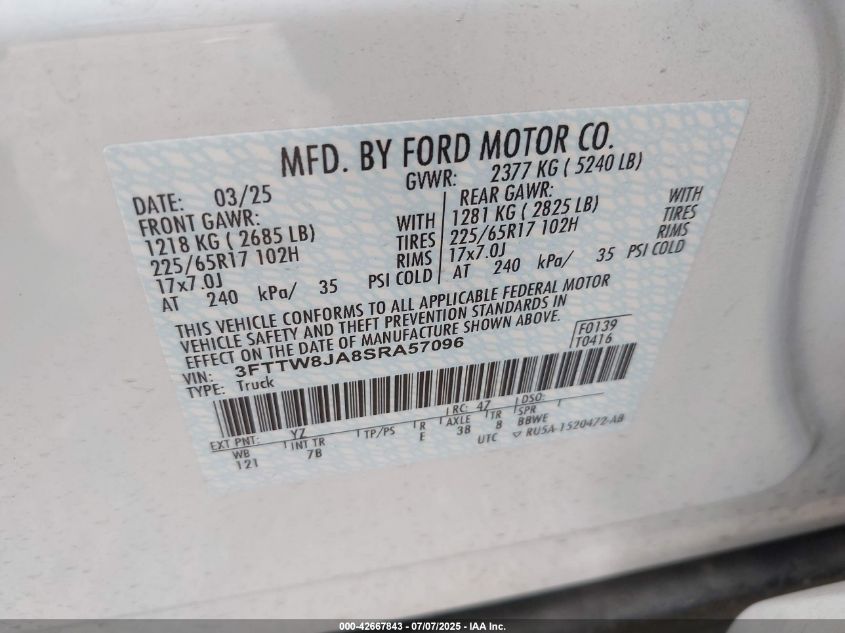 MFD. BY FORD MOTOR CO.
DATE: 03/25 GVWR: 2377 KG ( 5240 LB)
FRONT GAWR: REAR GAWR:
1218 KG ( 2685 LB) WITH 1281 KG ( 2825 LB) WITH
225/65R17 102H TIRES 225/65R17 102H TIRES
17x7.0J RIMS 17x7.0J RIMS
AT 240 kPa/ 35 PSI COLD AT 240 kPa/ 35 PSI COLD
THIS VEHICLE CONFORMS TO ALL APPLICABLE FEDERAL MOTOR
VEHICLE SAFETY AND THEFT PREVENTION STANDARDS IN
EFFECT ON THE DATE OF MANUFACTURE SHOWN ABOVE.
VIN: 3FTTW8JA8SRA57096 F0139
TYPE: Truck T0416
EXT PNT: YZ RC: 47 DSO:
WB INT TR TP/PS R AXLE TR SPR
121 7B E 38 8 BBWE
UTC ▽ RU5A-1520472-AB
000-42667843 | 07/07/2025 - IAA Inc.